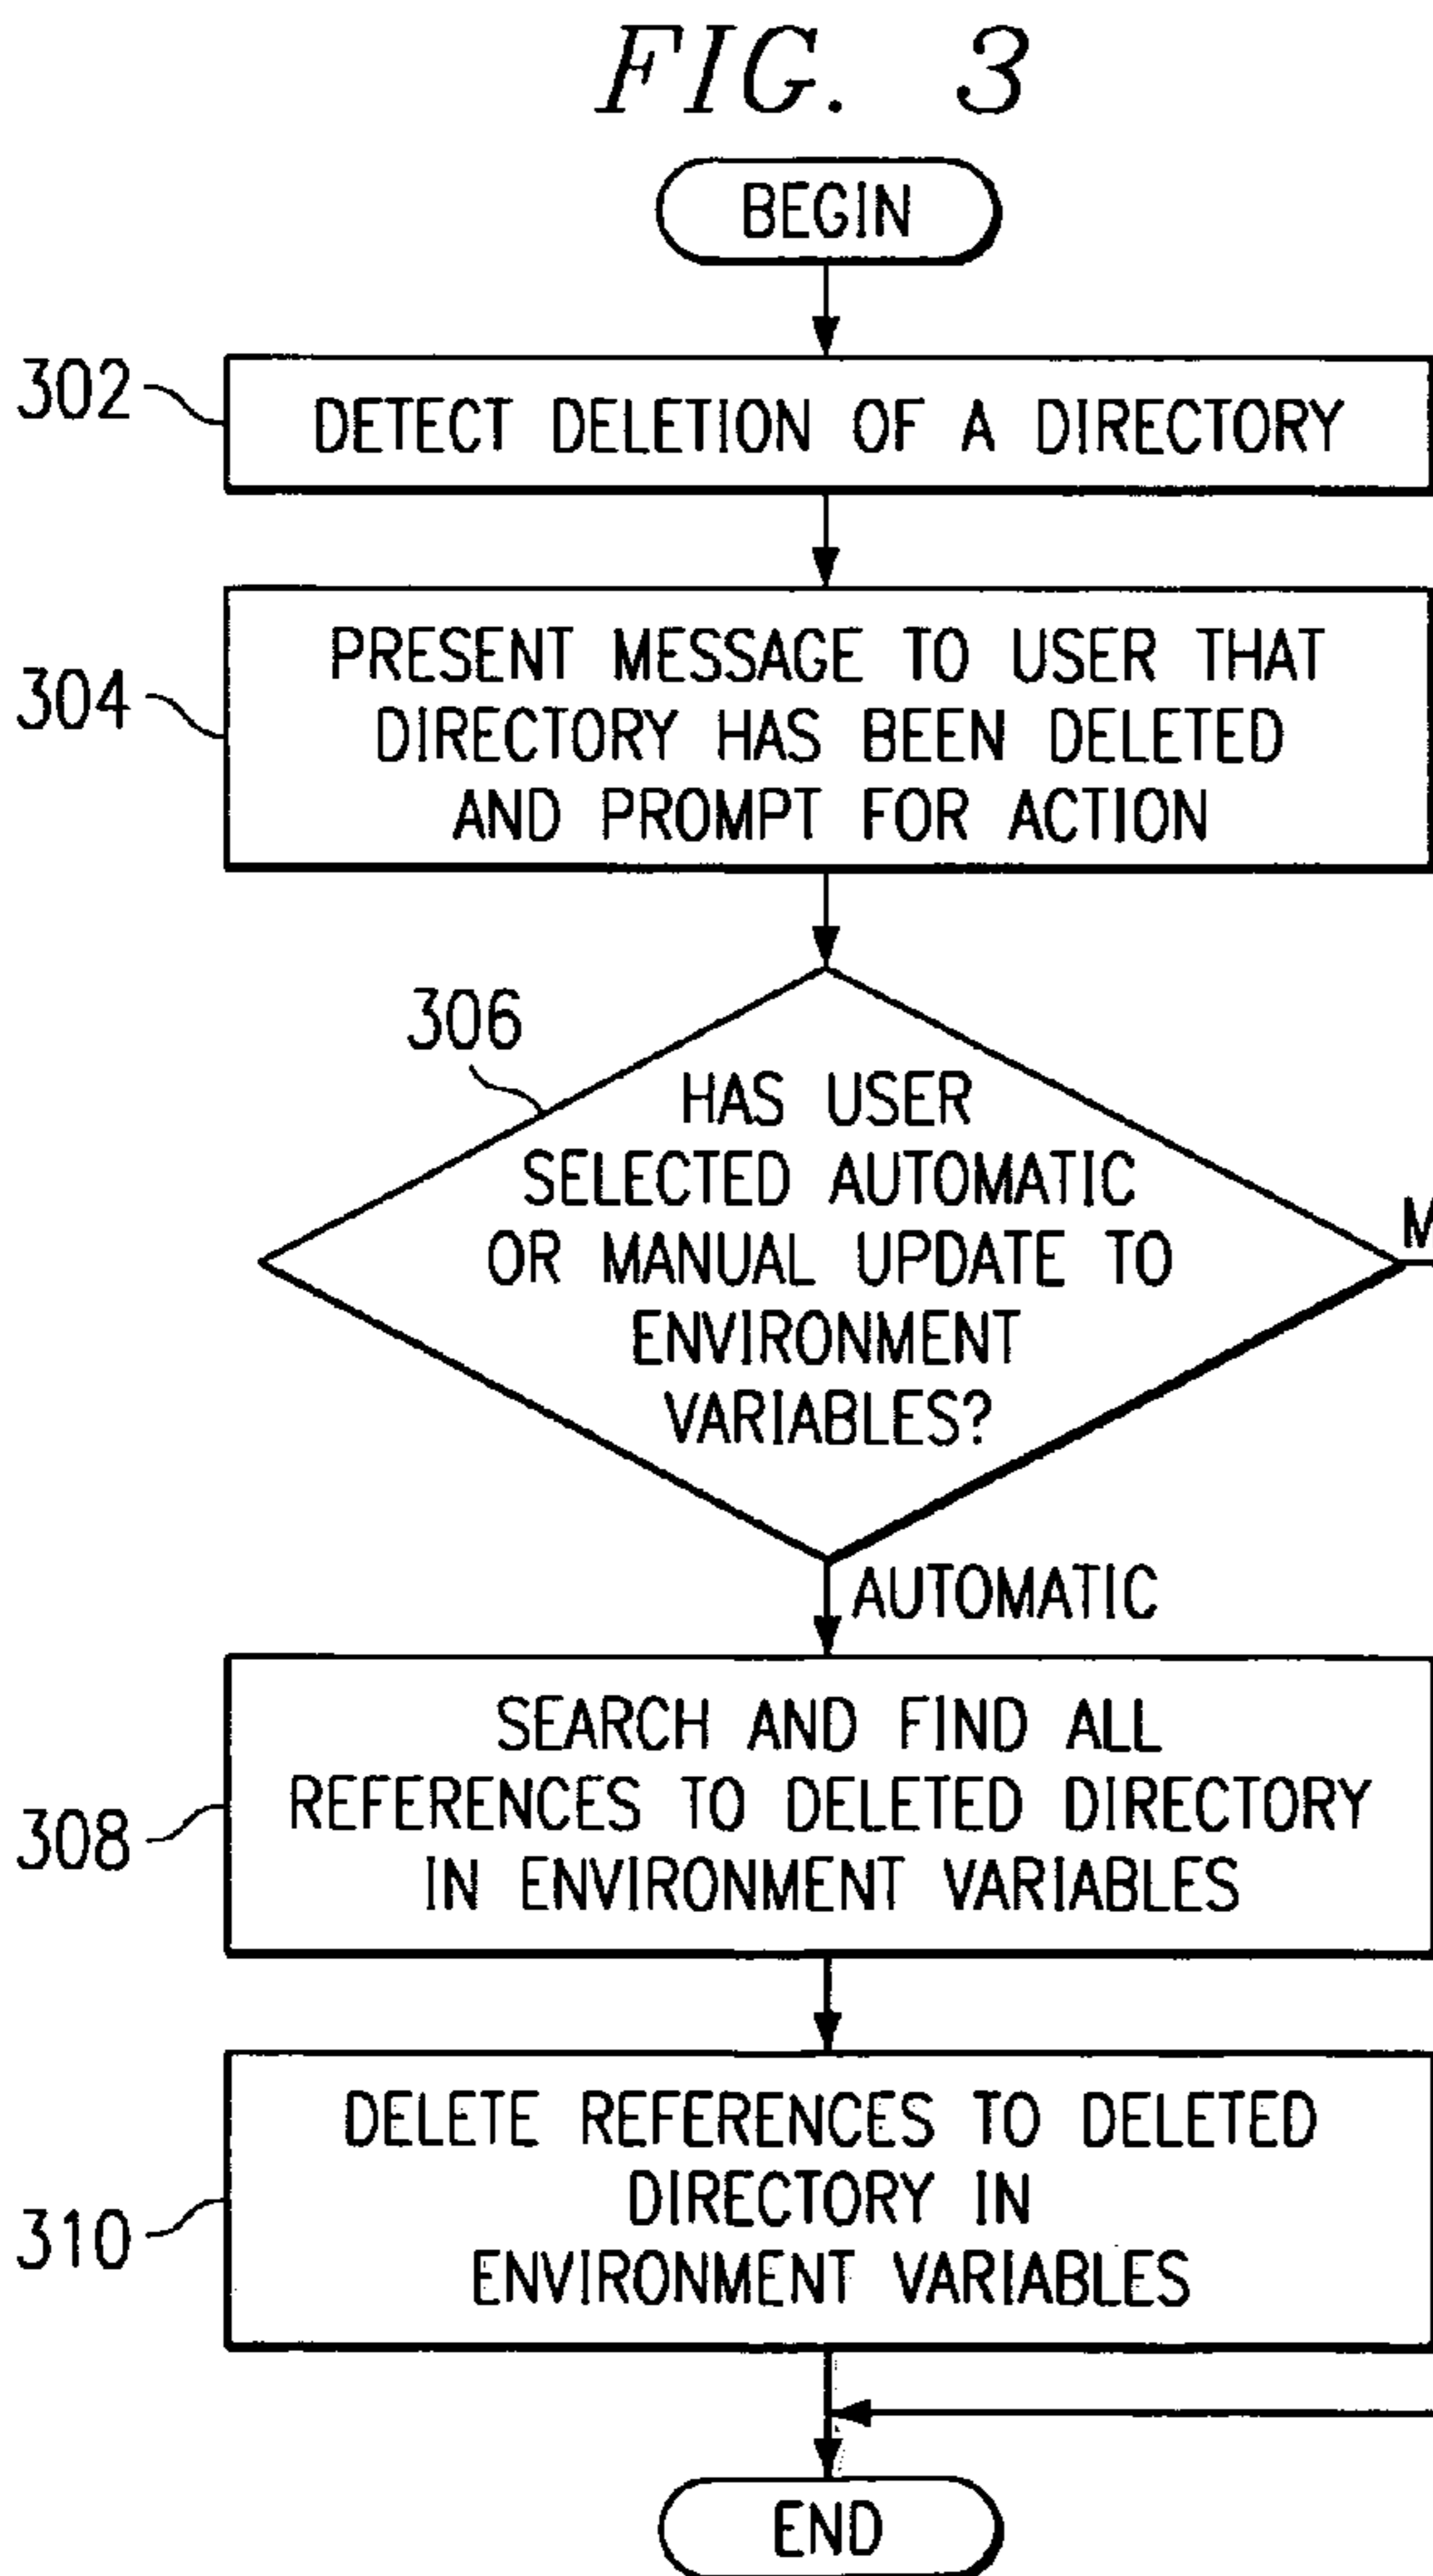 FIG. 3
BEGIN
302
DETECT DELETION OF A DIRECTORY
304
PRESENT MESSAGE TO USER THAT
DIRECTORY HAS BEEN DELETED
AND PROMPT FOR ACTION
306
HAS USER
SELECTED AUTOMATIC
OR MANUAL UPDATE TO
ENVIRONMENT
VARIABLES?
AUTOMATIC
308
SEARCH AND FIND ALL
REFERENCES TO DELETED DIRECTORY
IN ENVIRONMENT VARIABLES
310
DELETE REFERENCES TO DELETED
DIRECTORY IN
ENVIRONMENT VARIABLES
END